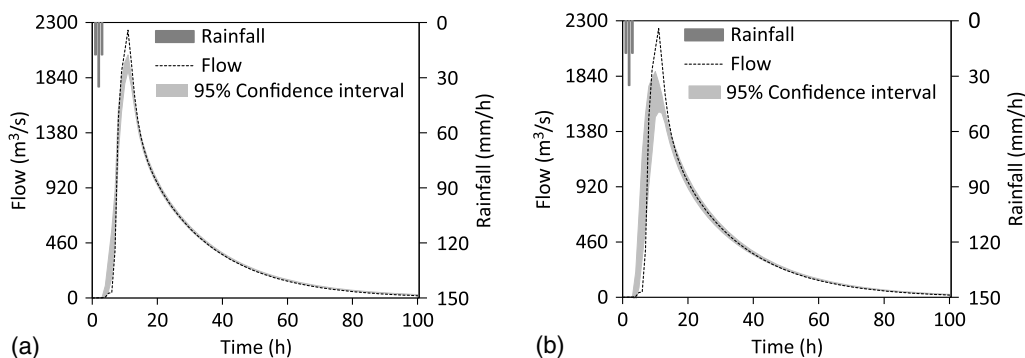 2300
1840
1380
920
460
0
Flow (m³/s)
0
30
60
90
120
150
Rainfall (mm/h)
Rainfall
Flow
95% Confidence interval
0 20 40 60 80 100
Time (h)
(a)
2300
1840
1380
920
460
0
Flow (m³/s)
0
30
60
90
120
150
Rainfall (mm/h)
Rainfall
Flow
95% Confidence interval
0 20 40 60 80 100
Time (h)
(b)